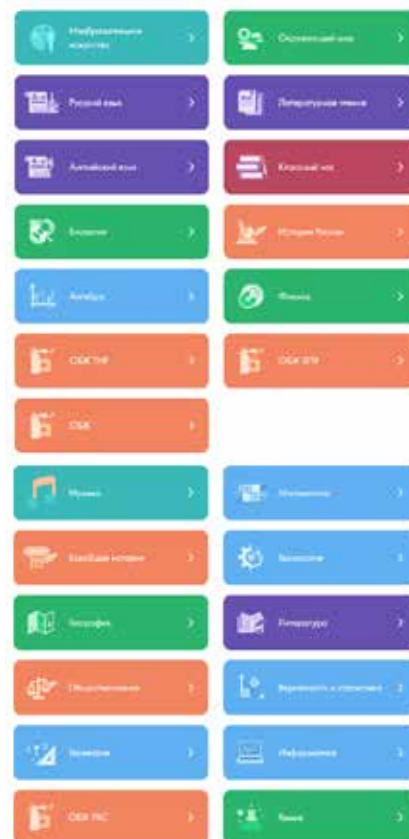 Изобразительное
искусство
Окружающий мир
Русский язык
Литературное чтение
Английский язык
Классный час
Биология
История России
Алгебра
Физика
ОБЖ
Музыка
Математика
Всеобщая история
Технология
География
Литература
Обществознание
Вероятность и статистика
Геометрия
Информатика
Химия